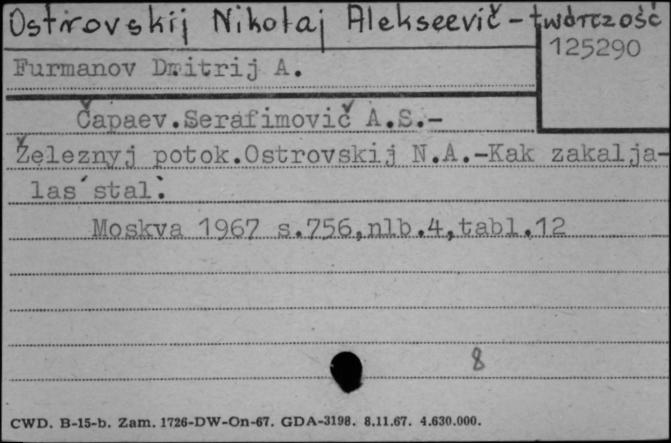 Ostrovskij Nikołaj Alekseevič - twórczość
125290
Furmanov Dmitrij A.
Čapaev.Serafimovič A.S.-
Železnyj potok.Ostrovskij N.A.-Kak zakalja-
las´stal´.
Moskva 1967 s.756,nlb.4,tabl.12
8
CWD. B-15-b. Zam. 1726-DW-On-67. GDA-3198. 8.11.67. 4.630.000.